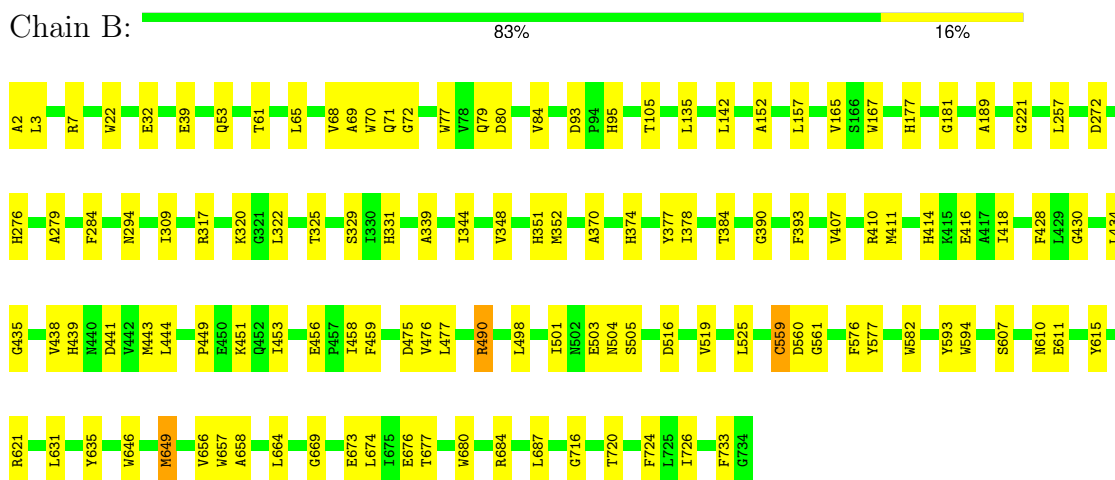 Chain B:
83% 16%
A2 L3 R7 W22 E32 E39 Q53 T61 L65 V68 A69 W70 Q71 G72 W77 V78 Q79 D80 V84 D93 P94 H95 T105 L135 L142 A152 L157 V165 S166 W167 H177 G181 A189 G221 L257 D272
H276 A279 F284 N294 I309 R317 K320 G321 L322 T325 S329 I330 H331 A339 I344 V348 H351 M352 A370 H374 Y377 I378 T384 G390 F393 V407 R410 M411 H414 K415 E416 A417 I418 F428 L429 G430
G435 V438 H439 N440 D441 V442 M443 L444 P449 E450 K451 Q452 I453 E456 P457 I458 F459 D475 V476 L477 R490 L498 I501 N502 E503 N504 S505 D516 V519 L525 C559 D560 G561 F576 Y577 W582 Y593 W594 S607 N610 E611 Y615
R621 L631 Y635 W646 M649 V656 W657 A658 L664 G669 E673 L674 I675 E676 T677 W680 R684 L687 G716 T720 F724 L725 I726 F733 G734